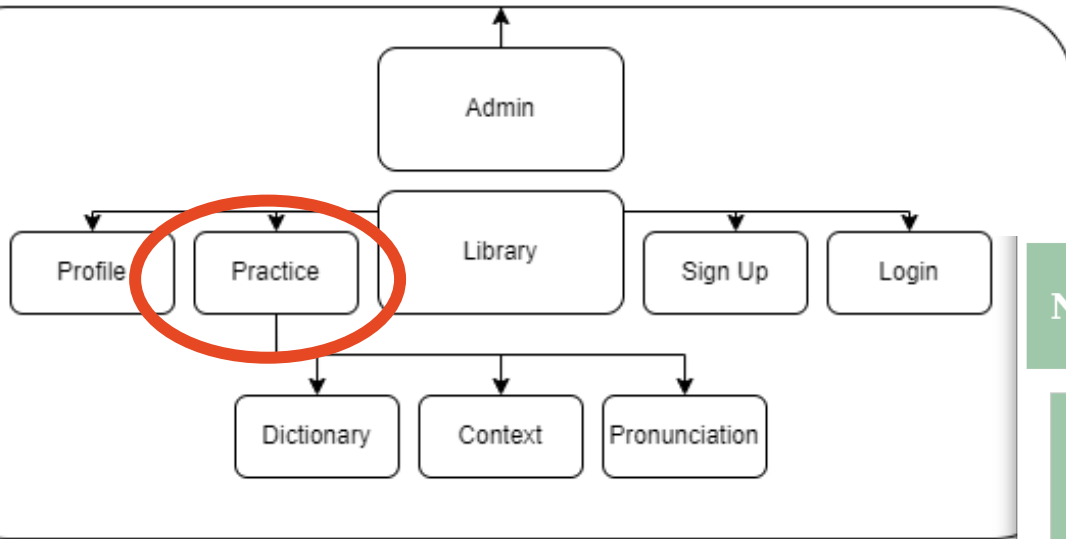 Admin
Library
Profile
Practice
Sign Up
Login
N
Dictionary
Context
Pronunciation